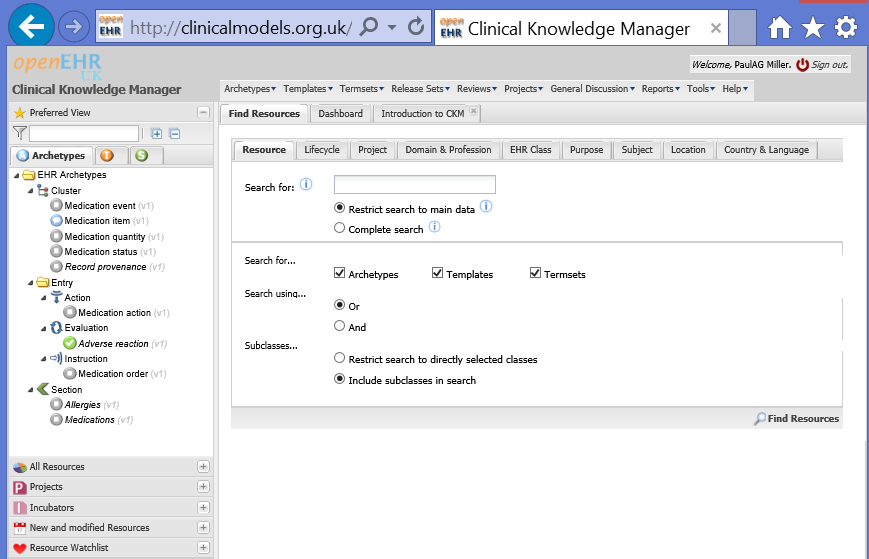 open EHR http://clinicalmodels.org.uk/
open EHR Clinical Knowledge Manager
openEHR
UK
Clinical Knowledge Manager
Welcome, PaulAG Miller. Sign out.
Archetypes Templates Termsets Release Sets Reviews Projects General Discussion Reports Tools Help
Preferred View
Find Resources Dashboard Introduction to CKM
A Archetypes T S
EHR Archetypes
Cluster
Medication event (v1)
Medication item (v1)
Medication quantity (v1)
Medication status (v1)
Record provenance (v1)
Entry
Action
Medication action (v1)
Evaluation
Adverse reaction (v1)
Instruction
Medication order (v1)
Section
Allergies (v1)
Medications (v1)
All Resources
P Projects
I Incubators
New and modified Resources
Resource Watchlist
Resource Lifecycle Project Domain & Profession EHR Class Purpose Subject Location Country & Language
Search for:
Restrict search to main data
Complete search
Search for...
Archetypes Templates Termsets
Search using...
Or
And
Subclasses...
Restrict search to directly selected classes
Include subclasses in search
Find Resources